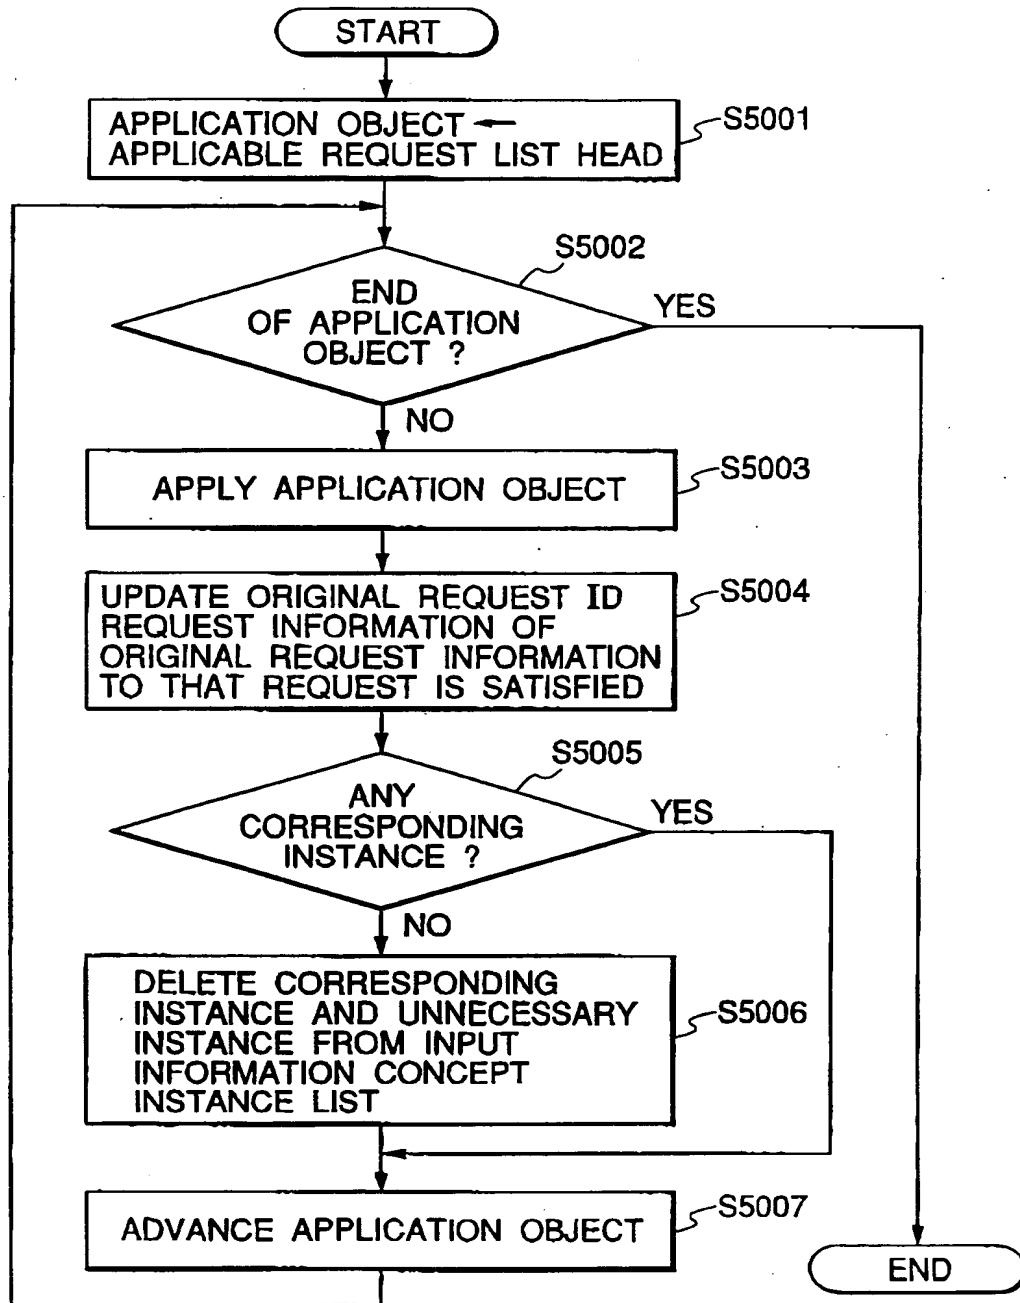 START
APPLICATION OBJECT ←
APPLICABLE REQUEST LIST HEAD
S5001
S5002
END
OF APPLICATION
OBJECT ?
YES
NO
APPLY APPLICATION OBJECT
S5003
UPDATE ORIGINAL REQUEST ID
REQUEST INFORMATION OF
ORIGINAL REQUEST INFORMATION
TO THAT REQUEST IS SATISFIED
S5004
S5005
ANY
CORRESPONDING
INSTANCE ?
YES
NO
DELETE CORRESPONDING
INSTANCE AND UNNECESSARY
INSTANCE FROM INPUT
INFORMATION CONCEPT
INSTANCE LIST
S5006
ADVANCE APPLICATION OBJECT
S5007
END